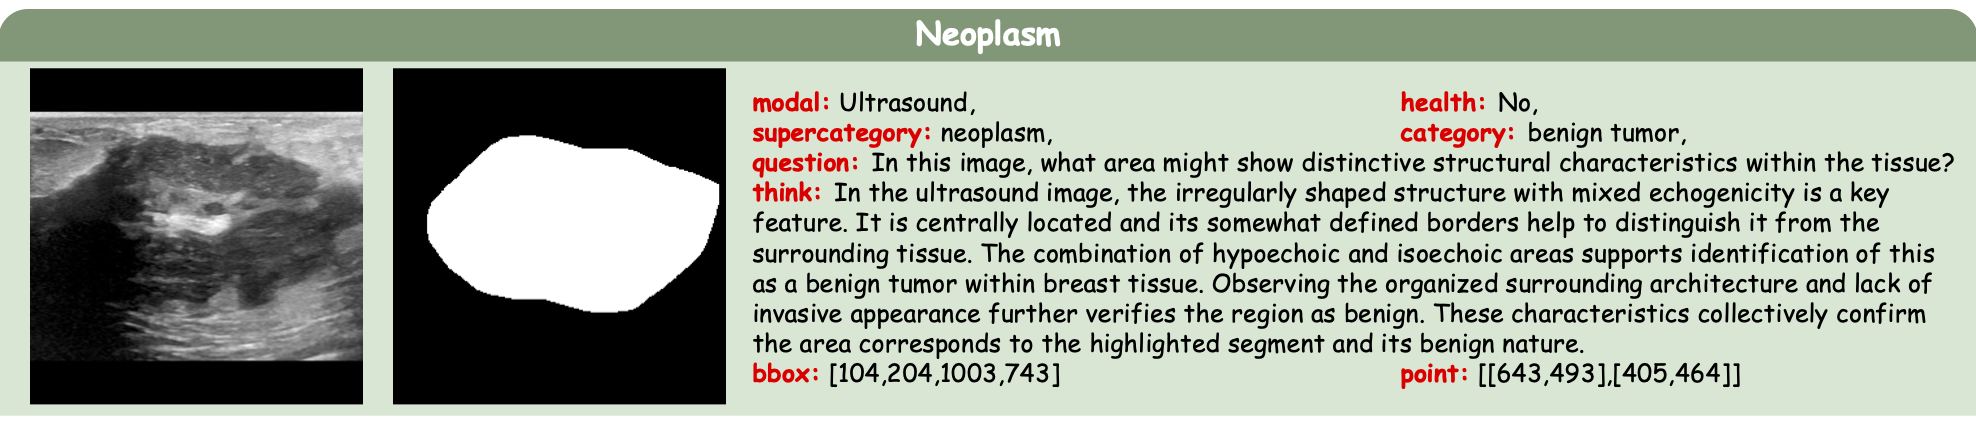 Neoplasm
modal: Ultrasound, health: No,
supercategory: neoplasm, category: benign tumor,
question: In this image, what area might show distinctive structural characteristics within the tissue?
think: In the ultrasound image, the irregularly shaped structure with mixed echogenicity is a key
feature. It is centrally located and its somewhat defined borders help to distinguish it from the
surrounding tissue. The combination of hypoechoic and isoechoic areas supports identification of this
as a benign tumor within breast tissue. Observing the organized surrounding architecture and lack of
invasive appearance further verifies the region as benign. These characteristics collectively confirm
the area corresponds to the highlighted segment and its benign nature.
bbox: [104,204,1003,743] point: [[643,493],[405,464]]